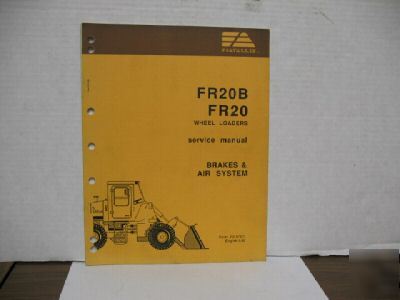 FIATALLIS
FR20B
FR20
WHEEL LOADERS
service manual
BRAKES &
AIR SYSTEM